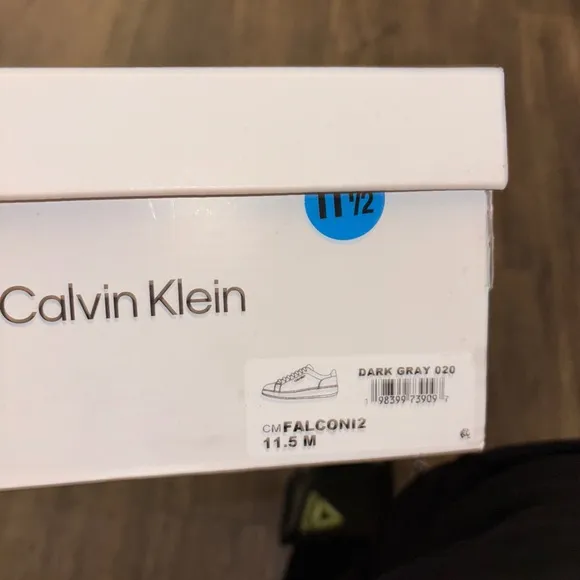 11 1/2
Calvin Klein
DARK GRAY 020
1 98399 73909 7
CMFALCONI2
11.5 M